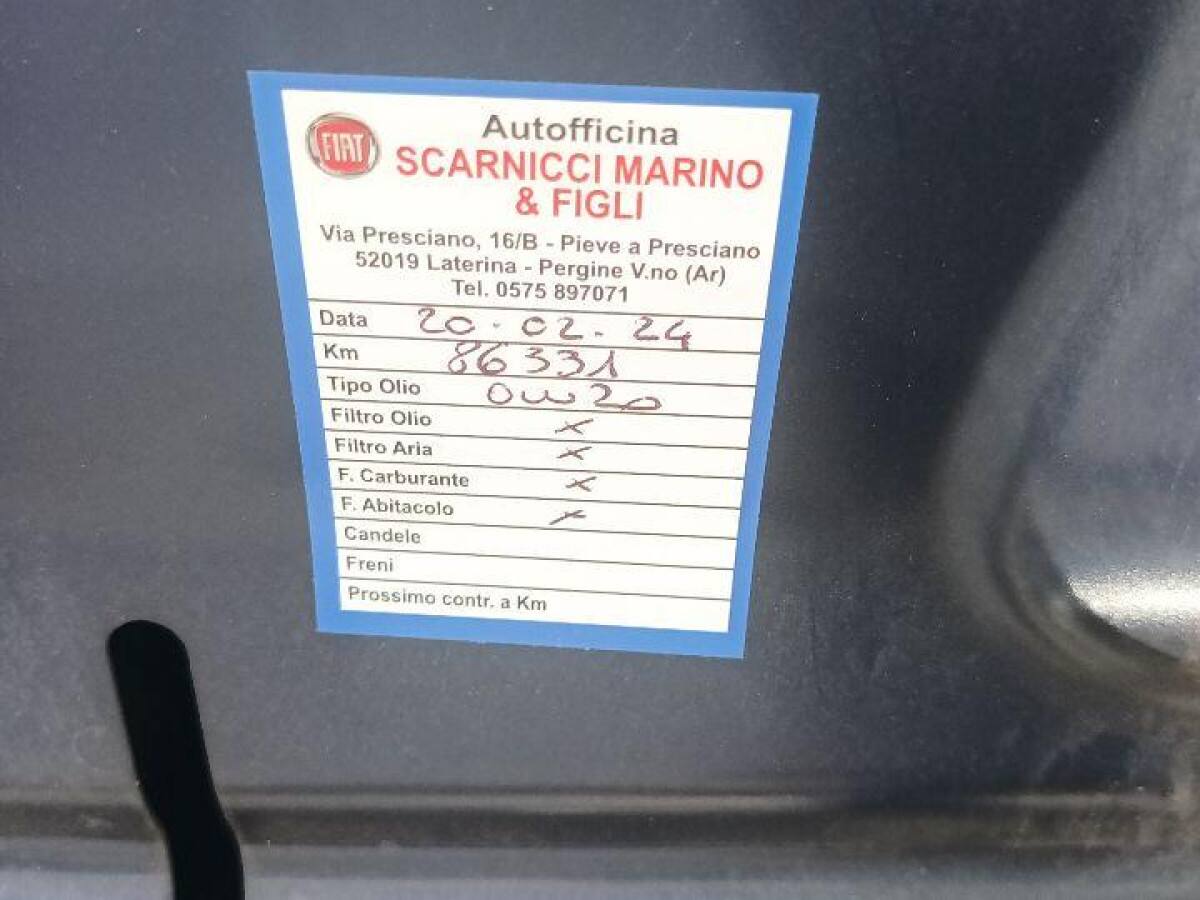 FIAT
Autofficina
SCARNICCI MARINO
& FIGLI
Via Presciano, 16/B - Pieve a Presciano
52019 Laterina - Pergine V.no (Ar)
Tel. 0575 897071
Data 20-02-24
Km 86331
Tipo Olio 0w20
Filtro Olio x
Filtro Aria x
F. Carburante x
F. Abitacolo x
Candele
Freni
Prossimo contr. a Km